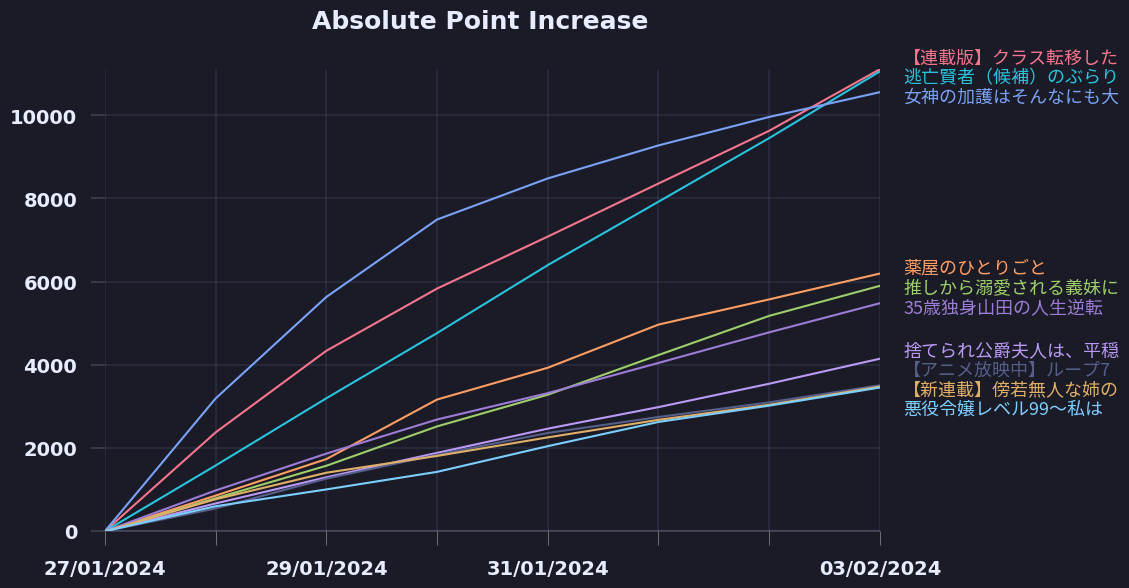 Absolute Point Increase
【連載版】クラス転移した
逃亡賢者（候補）のぶらり
女神の加護はそんなにも大
10000
8000
6000
4000
2000
0
薬屋のひとりごと
推しから溺愛される義妹に
35歳独身山田の人生逆転
捨てられ公爵夫人は、平穏
【アニメ放映中】ループ7
【新連載】傍若無人な姉の
悪役令嬢レベル99～私は
27/01/2024
29/01/2024
31/01/2024
03/02/2024